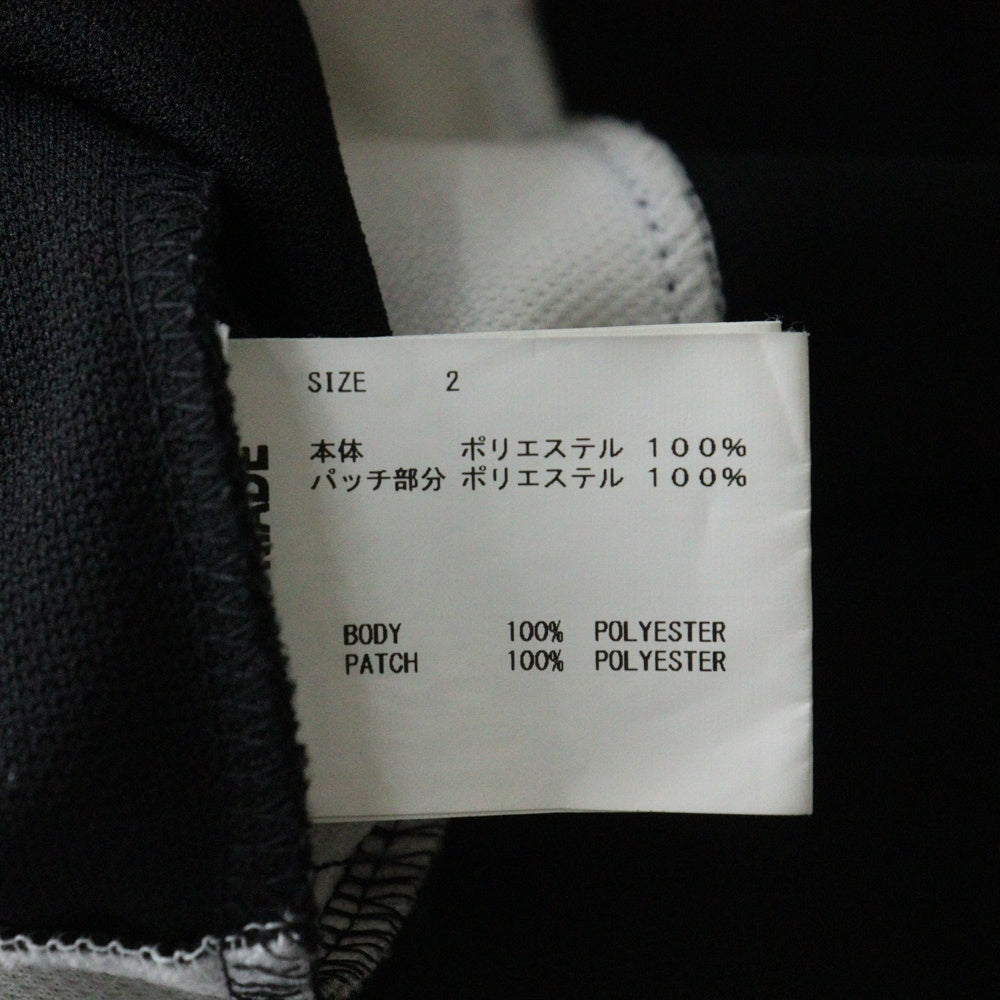 SIZE 2
本体 ポリエステル 100%
パッチ部分 ポリエステル 100%
BODY 100% POLYESTER
PATCH 100% POLYESTER